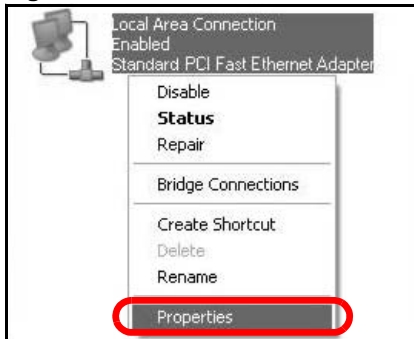 Local Area Connection
Enabled
Standard PCI Fast Ethernet Adapter
Disable
Status
Repair
Bridge Connections
Create Shortcut
Delete
Rename
Properties